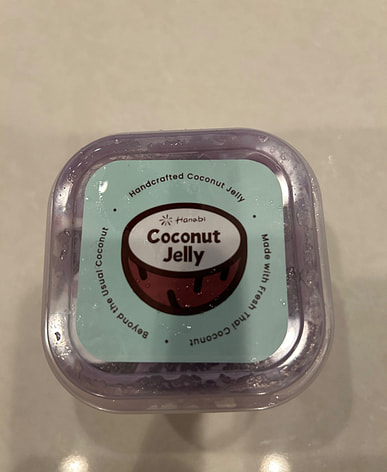 Handcrafted Coconut Jelly
Hanabi
Coconut
Jelly
Made with Fresh Thai Coconut
Beyond the Usual Coconut